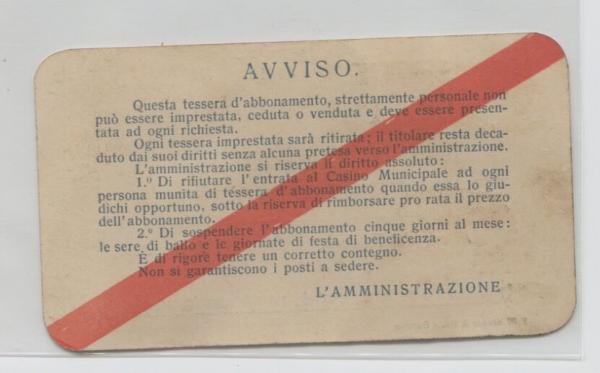 AVVISO.
Questa tessera d'abbonamento, strettamente personale non
può essere imprestata, ceduta o venduta e deve essere presen-
tata ad ogni richiesta.
Ogni tessera imprestata sarà ritirata; il titolare resta deca-
duto dai suoi diritti senza alcuna pretesa verso l'amministrazione.
L'amministrazione si riserva il diritto assoluto:
1.º Di rifiutare l'entrata al Casino Municipale ad ogni
persona munita di tessera d'abbonamento quando essa lo giu-
dichi opportuno, sotto la riserva di rimborsare pro rata il prezzo
dell'abbonamento.
2.º Di sospendere l'abbonamento cinque giorni al mese:
le sere di ballo e le giornate di festa di beneficenza.
È di rigore tenere un corretto contegno.
Non si garantiscono i posti a sedere.
L'AMMINISTRAZIONE